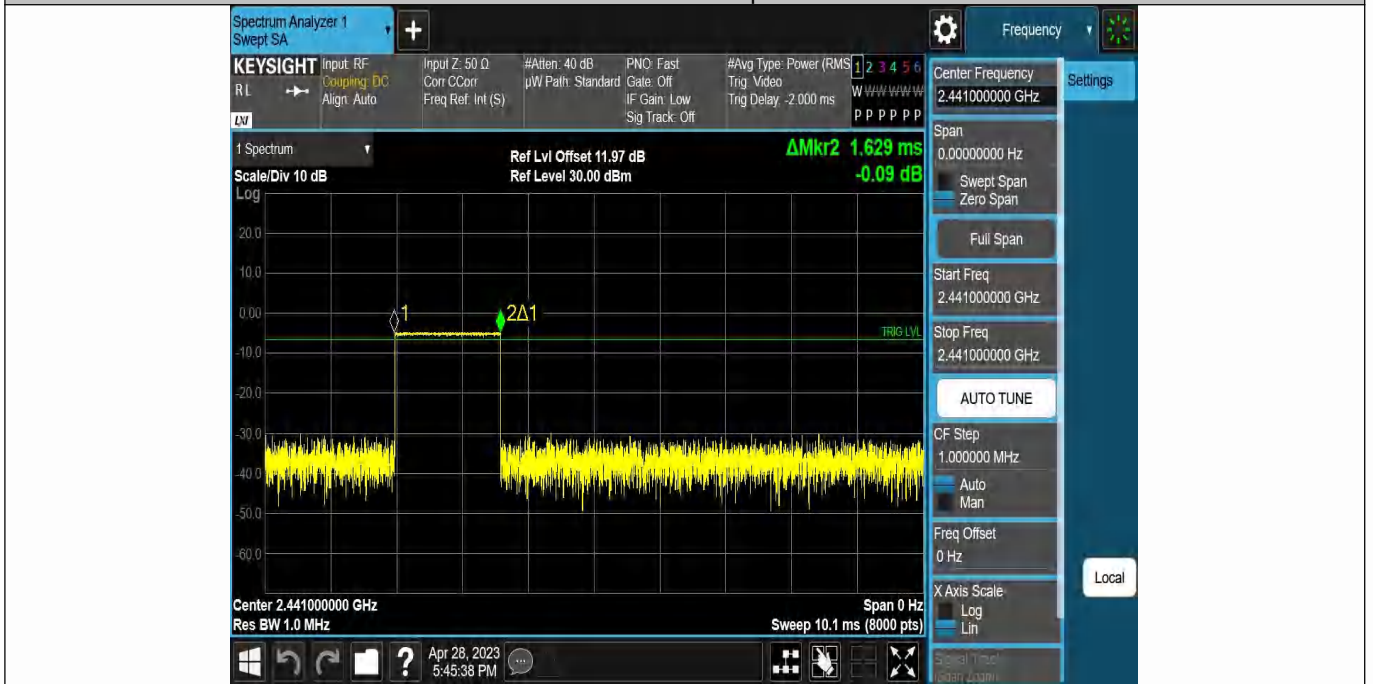 Spectrum Analyzer 1
Swept SA
+
Frequency
KEYSIGHT
RL
LXI
Input: RF
Coupling: DC
Align: Auto
Input Z: 50 Ω
Corr CCorr
Freq Ref: Int (S)
#Atten: 40 dB
µW Path: Standard
PNO: Fast
Gate: Off
IF Gain: Low
Sig Track: Off
#Avg Type: Power (RMS
Trig: Video
Trig Delay: -2.000 ms
1 2 3 4 5 6
W W W W W W
P P P P P P
Center Frequency
2.441000000 GHz
Settings
1 Spectrum
Scale/Div 10 dB
Log
Ref Lvl Offset 11.97 dB
Ref Level 30.00 dBm
ΔMkr2 1.629 ms
-0.09 dB
Span
0.00000000 Hz
Swept Span
Zero Span
Full Span
Start Freq
2.441000000 GHz
Stop Freq
2.441000000 GHz
AUTO TUNE
CF Step
1.000000 MHz
Auto
Man
Freq Offset
0 Hz
X Axis Scale
Log
Lin
Local
20.0
10.0
0.00
-10.0
-20.0
-30.0
-40.0
-50.0
-60.0
1
2Δ1
TRIG LVL
Center 2.441000000 GHz
Res BW 1.0 MHz
Span 0 Hz
Sweep 10.1 ms (8000 pts)
?
Apr 28, 2023
5:45:38 PM
Signal Track
(Span Zoom)